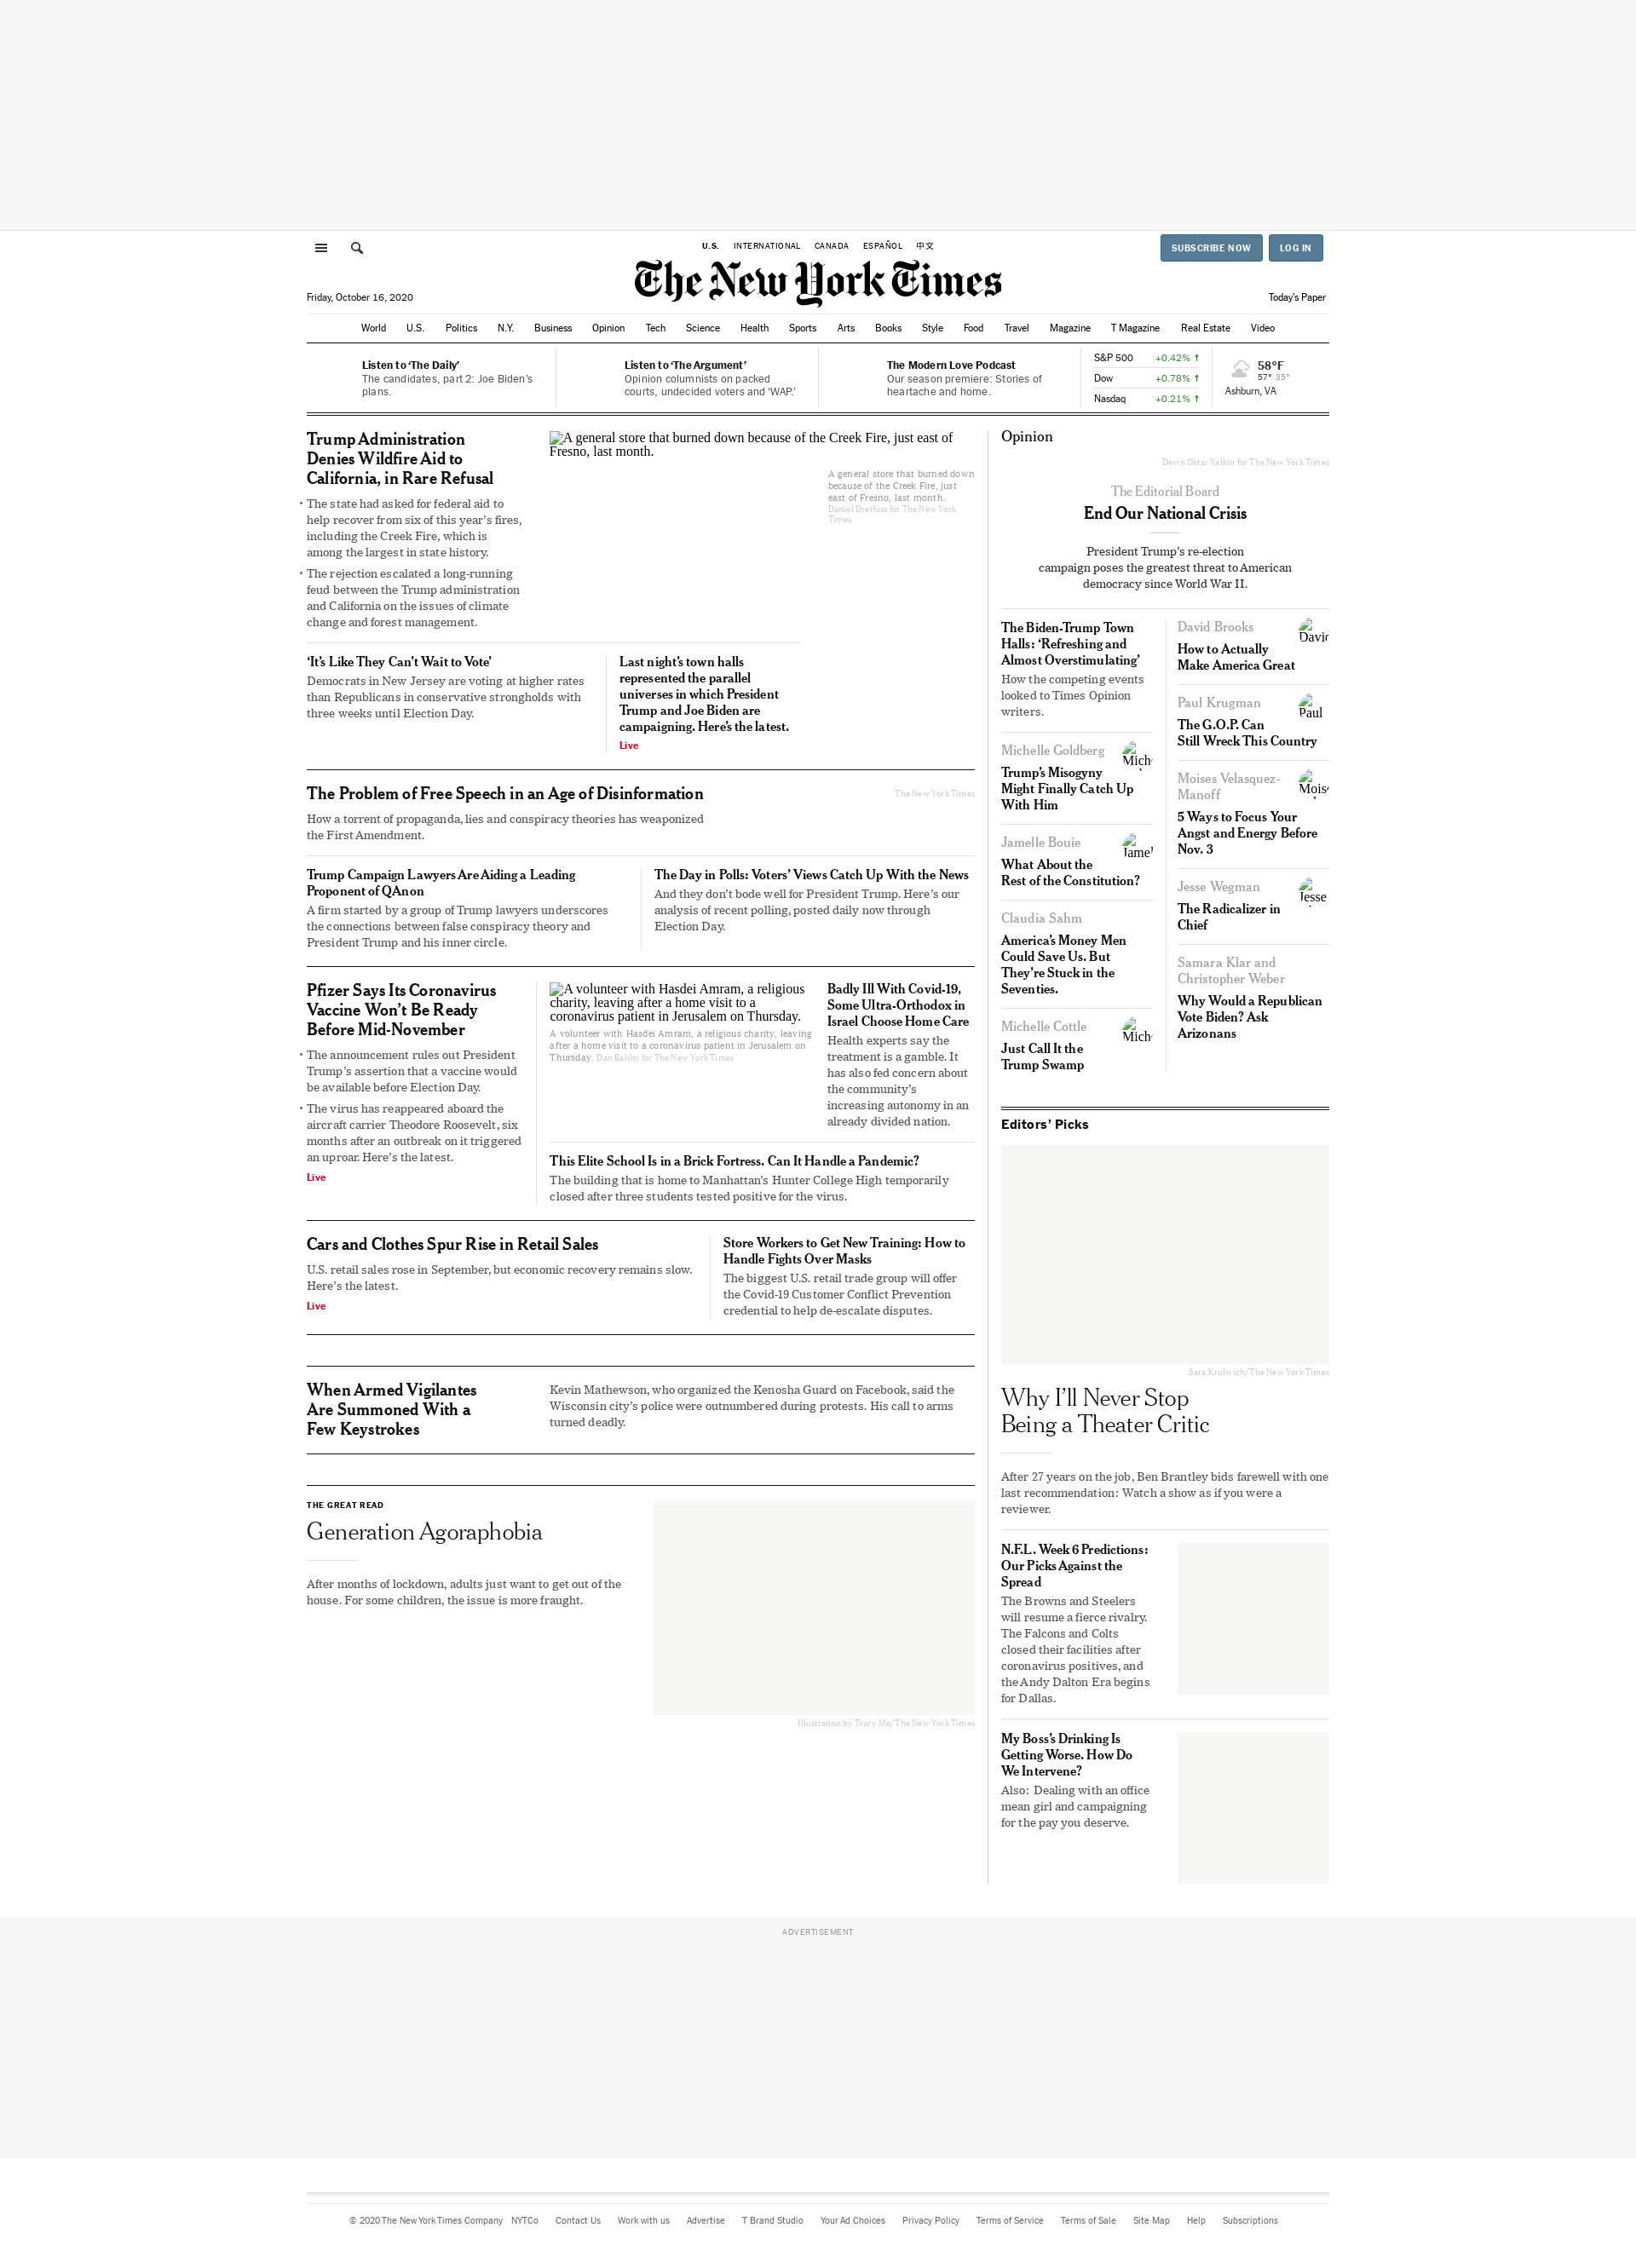 U.S. INTERNATIONAL CANADA ESPAÑOL 中文
SUBSCRIBE NOW
LOG IN
The New York Times
Friday, October 16, 2020
Today's Paper
World U.S. Politics N.Y. Business Opinion Tech Science Health Sports Arts Books Style Food Travel Magazine T Magazine Real Estate Video
Listen to ‘The Daily’
The candidates, part 2: Joe Biden’s
plans.
Listen to ‘The Argument’
Opinion columnists on packed
courts, undecided voters and ‘WAP.’
The Modern Love Podcast
Our season premiere: Stories of
heartache and home.
S&P 500 +0.42% ↑
Dow +0.78% ↑
Nasdaq +0.21% ↑
58°F
57° 35°
Ashburn, VA
Trump Administration
Denies Wildfire Aid to
California, in Rare Refusal
• The state had asked for federal aid to
help recover from six of this year’s fires,
including the Creek Fire, which is
among the largest in state history.
• The rejection escalated a long-running
feud between the Trump administration
and California on the issues of climate
change and forest management.
A general store that burned down because of the Creek Fire, just east of
Fresno, last month.
A general store that burned down
because of the Creek Fire, just
east of Fresno, last month.
Daniel Dreifuss for The New York
Times
‘It’s Like They Can’t Wait to Vote’
Democrats in New Jersey are voting at higher rates
than Republicans in conservative strongholds with
three weeks until Election Day.
Last night’s town halls
represented the parallel
universes in which President
Trump and Joe Biden are
campaigning. Here’s the latest.
Live
The Problem of Free Speech in an Age of Disinformation
How a torrent of propaganda, lies and conspiracy theories has weaponized
the First Amendment.
The New York Times
Trump Campaign Lawyers Are Aiding a Leading
Proponent of QAnon
A firm started by a group of Trump lawyers underscores
the connections between false conspiracy theory and
President Trump and his inner circle.
The Day in Polls: Voters’ Views Catch Up With the News
And they don’t bode well for President Trump. Here’s our
analysis of recent polling, posted daily now through
Election Day.
Pfizer Says Its Coronavirus
Vaccine Won’t Be Ready
Before Mid-November
• The announcement rules out President
Trump’s assertion that a vaccine would
be available before Election Day.
• The virus has reappeared aboard the
aircraft carrier Theodore Roosevelt, six
months after an outbreak on it triggered
an uproar. Here’s the latest.
Live
A volunteer with Hasdei Amram, a religious
charity, leaving after a home visit to a
coronavirus patient in Jerusalem on Thursday.
A volunteer with Hasdei Amram, a religious charity, leaving
after a home visit to a coronavirus patient in Jerusalem on
Thursday. Dan Balilty for The New York Times
Badly Ill With Covid-19,
Some Ultra-Orthodox in
Israel Choose Home Care
Health experts say the
treatment is a gamble. It
has also fed concern about
the community’s
increasing autonomy in an
already divided nation.
This Elite School Is in a Brick Fortress. Can It Handle a Pandemic?
The building that is home to Manhattan’s Hunter College High temporarily
closed after three students tested positive for the virus.
Cars and Clothes Spur Rise in Retail Sales
U.S. retail sales rose in September, but economic recovery remains slow.
Here’s the latest.
Live
Store Workers to Get New Training: How to
Handle Fights Over Masks
The biggest U.S. retail trade group will offer
the Covid-19 Customer Conflict Prevention
credential to help de-escalate disputes.
When Armed Vigilantes
Are Summoned With a
Few Keystrokes
Kevin Mathewson, who organized the Kenosha Guard on Facebook, said the
Wisconsin city’s police were outnumbered during protests. His call to arms
turned deadly.
THE GREAT READ
Generation Agoraphobia
After months of lockdown, adults just want to get out of the
house. For some children, the issue is more fraught.
Illustration by Tracy Ma/The New York Times
Opinion
Devin Oktar Yalkin for The New York Times
The Editorial Board
End Our National Crisis
President Trump’s re-election
campaign poses the greatest threat to American
democracy since World War II.
The Biden-Trump Town
Halls: ‘Refreshing and
Almost Overstimulating’
How the competing events
looked to Times Opinion
writers.
Michelle Goldberg
Trump’s Misogyny
Might Finally Catch Up
With Him
Jamelle Bouie
What About the
Rest of the Constitution?
Claudia Sahm
America’s Money Men
Could Save Us. But
They’re Stuck in the
Seventies.
Michelle Cottle
Just Call It the
Trump Swamp
David Brooks
David
How to Actually
Make America Great
Paul Krugman
Paul
The G.O.P. Can
Still Wreck This Country
Moises Velasquez-
Manoff
5 Ways to Focus Your
Angst and Energy Before
Nov. 3
Jesse Wegman
Jesse
The Radicalizer in
Chief
Samara Klar and
Christopher Weber
Why Would a Republican
Vote Biden? Ask
Arizonans
Editors’ Picks
Sara Krulwich/The New York Times
Why I’ll Never Stop
Being a Theater Critic
After 27 years on the job, Ben Brantley bids farewell with one
last recommendation: Watch a show as if you were a
reviewer.
N.F.L. Week 6 Predictions:
Our Picks Against the
Spread
The Browns and Steelers
will resume a fierce rivalry.
The Falcons and Colts
closed their facilities after
coronavirus positives, and
the Andy Dalton Era begins
for Dallas.
My Boss’s Drinking Is
Getting Worse. How Do
We Intervene?
Also: Dealing with an office
mean girl and campaigning
for the pay you deserve.
ADVERTISEMENT
© 2020 The New York Times Company NYTCo Contact Us Work with us Advertise T Brand Studio Your Ad Choices Privacy Policy Terms of Service Terms of Sale Site Map Help Subscriptions